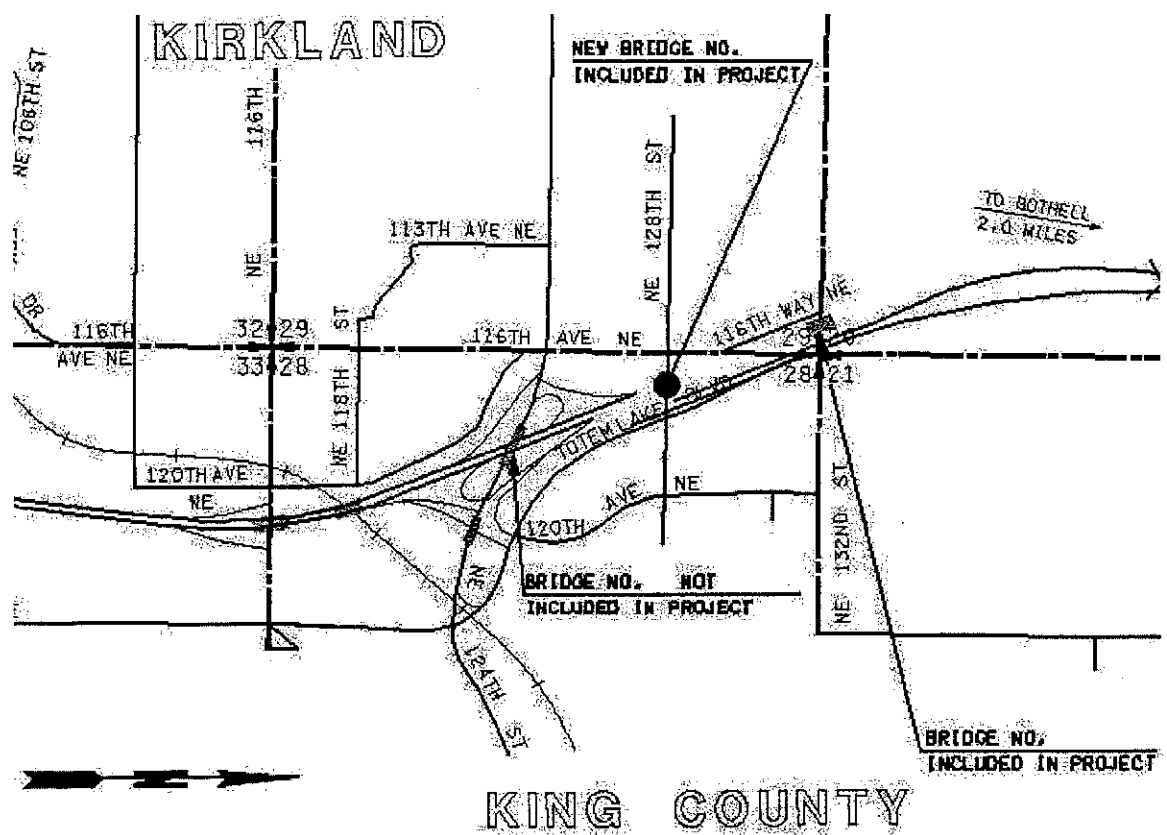 KIRKLAND
NE 106TH ST
116TH
NE
NEW BRIDGE NO.
INCLUDED IN PROJECT
NE 128TH ST
TO BOTHELL
2.0 MILES
113TH AVE NE
DR
116TH
AVE NE
32 29
33 28
NE 118TH ST
116TH AVE NE
116TH WAY NE
29
28 21
TOTEM LAKE BLVD
120TH AVE
NE
120TH AVE NE
NE 132ND ST
BRIDGE NO. NOT
INCLUDED IN PROJECT
NE
124TH ST
BRIDGE NO.
INCLUDED IN PROJECT
N
KING COUNTY